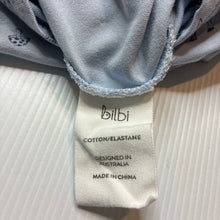 Bilbi
COTTON/ELASTANE
DESIGNED IN
AUSTRALIA
MADE IN CHINA